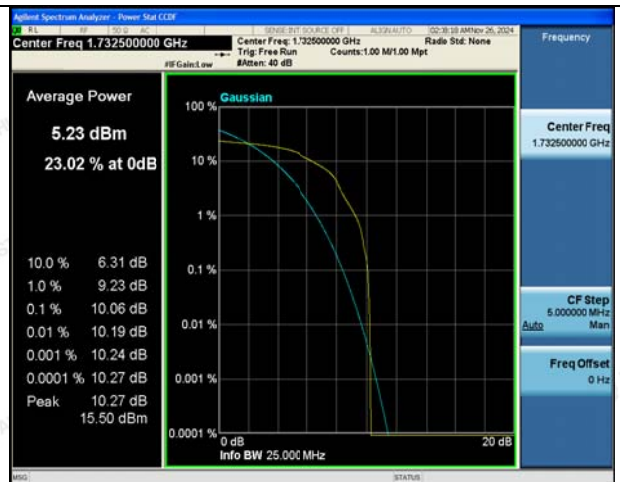 Agilent Spectrum Analyzer - Power Stat CCDF
RL RF 50 Ω AC SENSE:INT SOURCE OFF ALIGNAUTO 02:38:18 AM Nov 26, 2024
Center Freq 1.732500000 GHz
Center Freq: 1.732500000 GHz Radio Std: None
Trig: Free Run Counts:1.00 M/1.00 Mpt
#IFGain:Low #Atten: 40 dB
Frequency
Average Power
5.23 dBm
23.02 % at 0dB
10.0 % 6.31 dB
1.0 % 9.23 dB
0.1 % 10.06 dB
0.01 % 10.19 dB
0.001 % 10.24 dB
0.0001 % 10.27 dB
Peak 10.27 dB
15.50 dBm
Gaussian
100 %
10 %
1 %
0.1 %
0.01 %
0.001 %
0.0001 %
0 dB 20 dB
Info BW 25.000 MHz
Center Freq
1.732500000 GHz
CF Step
5.000000 MHz
Auto Man
Freq Offset
0 Hz
MSG STATUS